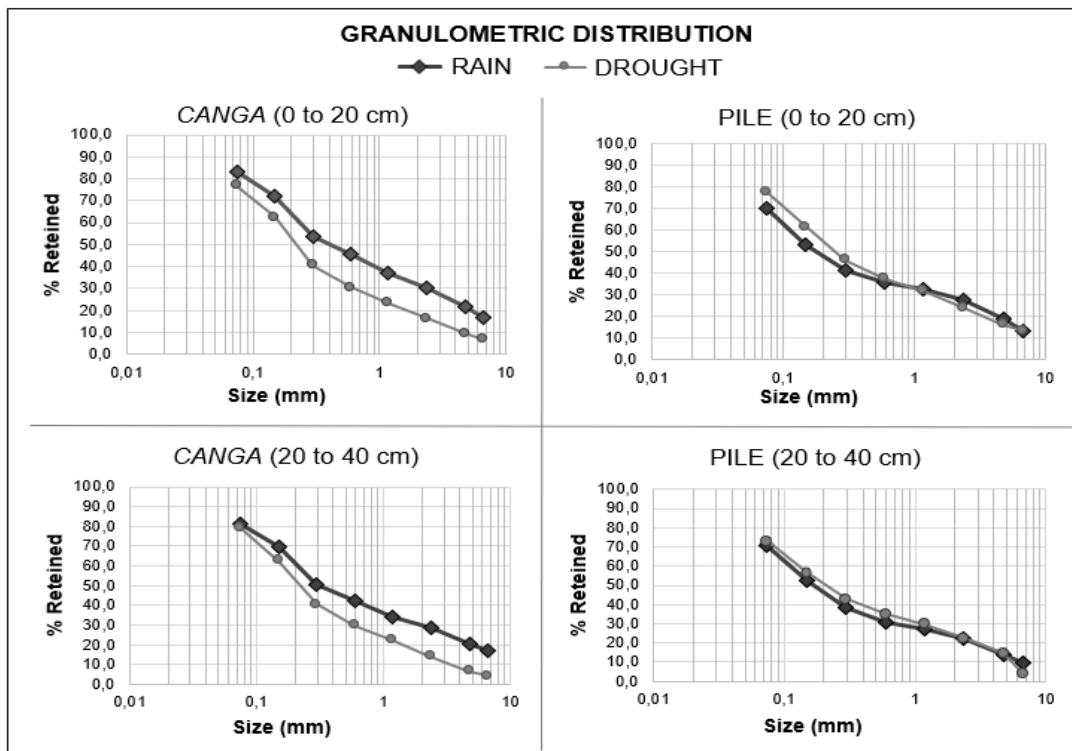 GRANULOMETRIC DISTRIBUTION
RAIN DROUGHT
CANGA (0 to 20 cm)
% Reteined
100,0
90,0
80,0
70,0
60,0
50,0
40,0
30,0
20,0
10,0
0,0
0,01 0,1 1 10
Size (mm)
PILE (0 to 20 cm)
% Reteined
100,0
90,0
80,0
70,0
60,0
50,0
40,0
30,0
20,0
10,0
0,0
0,01 0,1 1 10
Size (mm)
CANGA (20 to 40 cm)
% Reteined
100,0
90,0
80,0
70,0
60,0
50,0
40,0
30,0
20,0
10,0
0,0
0,01 0,1 1 10
Size (mm)
PILE (20 to 40 cm)
% Reteined
100,0
90,0
80,0
70,0
60,0
50,0
40,0
30,0
20,0
10,0
0,0
0,01 0,1 1 10
Size (mm)